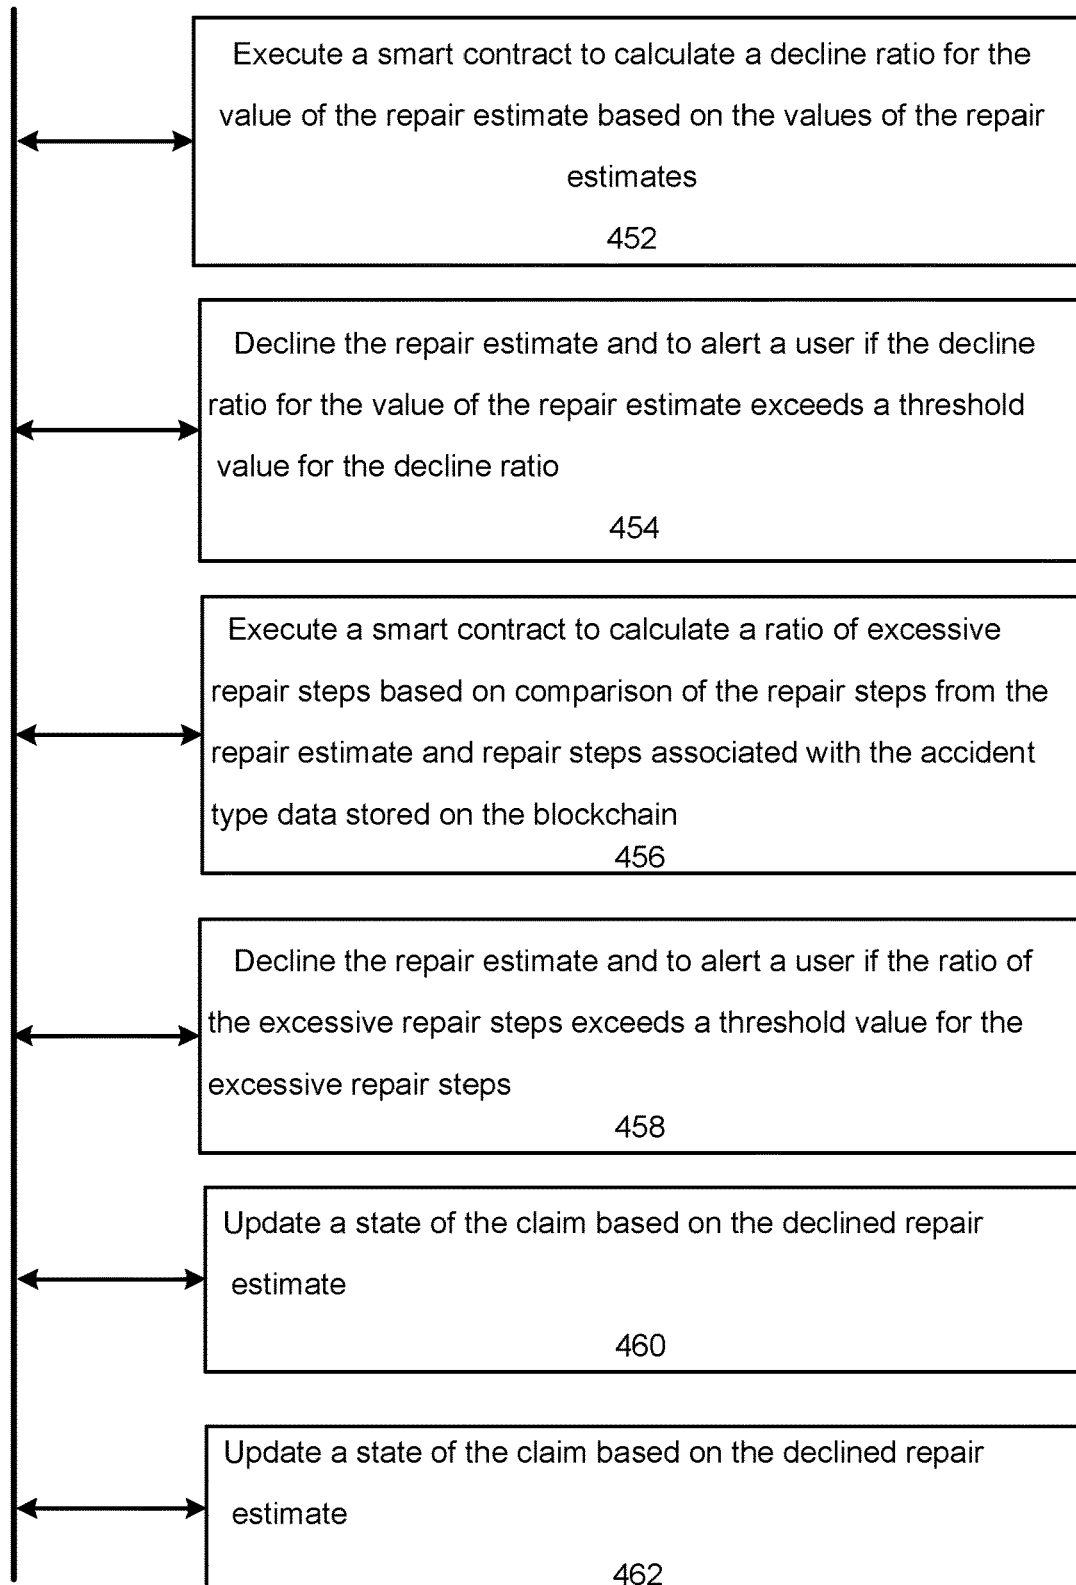 Execute a smart contract to calculate a decline ratio for the
value of the repair estimate based on the values of the repair
estimates
452
Decline the repair estimate and to alert a user if the decline
ratio for the value of the repair estimate exceeds a threshold
value for the decline ratio
454
Execute a smart contract to calculate a ratio of excessive
repair steps based on comparison of the repair steps from the
repair estimate and repair steps associated with the accident
type data stored on the blockchain
456
Decline the repair estimate and to alert a user if the ratio of
the excessive repair steps exceeds a threshold value for the
excessive repair steps
458
Update a state of the claim based on the declined repair
estimate
460
Update a state of the claim based on the declined repair
estimate
462